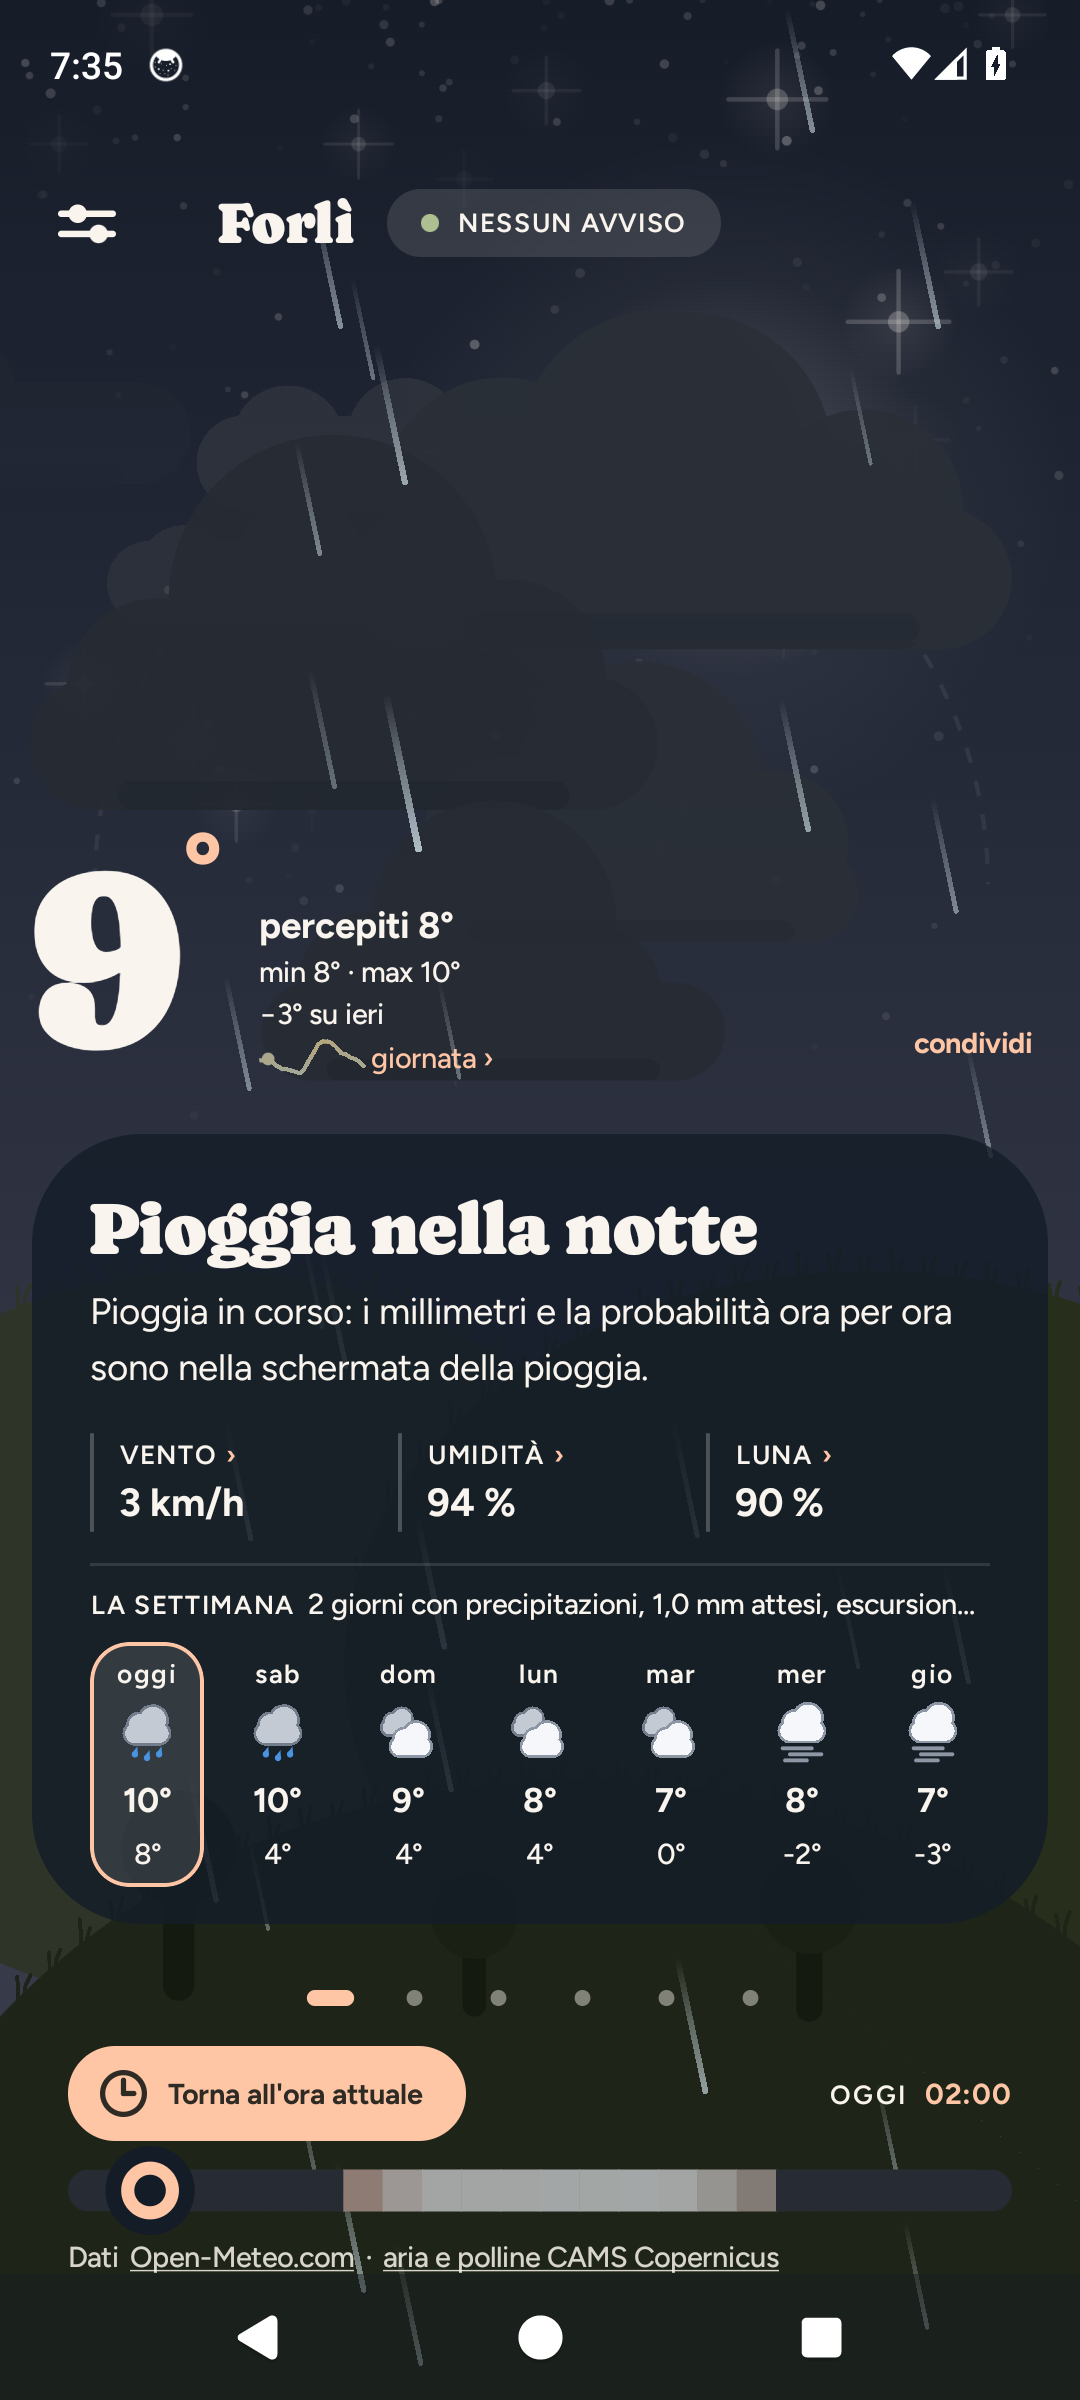 7:35
Forlì
NESSUN AVVISO
9°
percepiti 8°
min 8° · max 10°
−3° su ieri
giornata ›
condividi
Pioggia nella notte
Pioggia in corso: i millimetri e la probabilità ora per ora
sono nella schermata della pioggia.
VENTO › UMIDITÀ › LUNA ›
3 km/h 94 % 90 %
LA SETTIMANA 2 giorni con precipitazioni, 1,0 mm attesi, escursion...
oggi sab dom lun mar mer gio
10° 10° 9° 8° 7° 8° 7°
8° 4° 4° 4° 0° -2° -3°
Torna all'ora attuale
OGGI 02:00
Dati Open-Meteo.com · aria e polline CAMS Copernicus